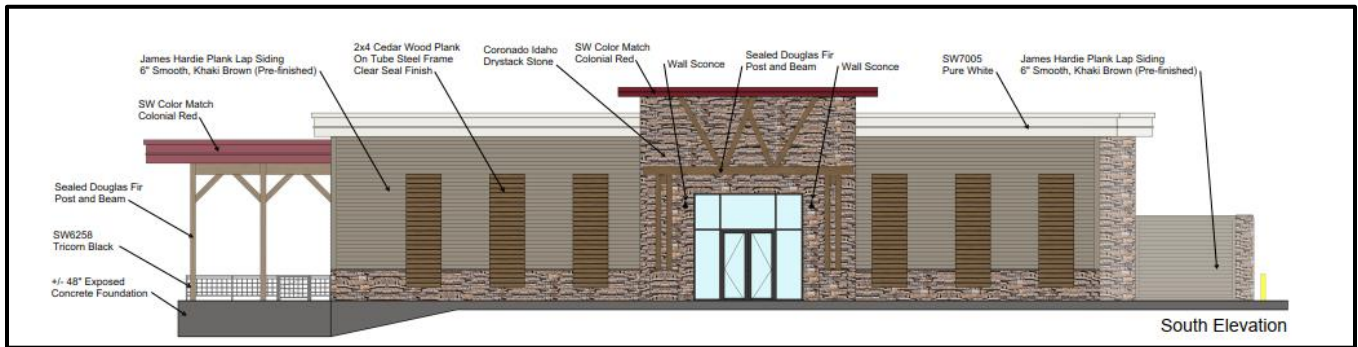 James Hardie Plank Lap Siding
6" Smooth, Khaki Brown (Pre-finished)
2x4 Cedar Wood Plank
On Tube Steel Frame
Clear Seal Finish
Coronado Idaho
Drystack Stone
SW Color Match
Colonial Red
Wall Sconce
Sealed Douglas Fir
Post and Beam
Wall Sconce
SW7005
Pure White
James Hardie Plank Lap Siding
6" Smooth, Khaki Brown (Pre-finished)
SW Color Match
Colonial Red
Sealed Douglas Fir
Post and Beam
SW6258
Tricorn Black
+/- 48" Exposed
Concrete Foundation
South Elevation